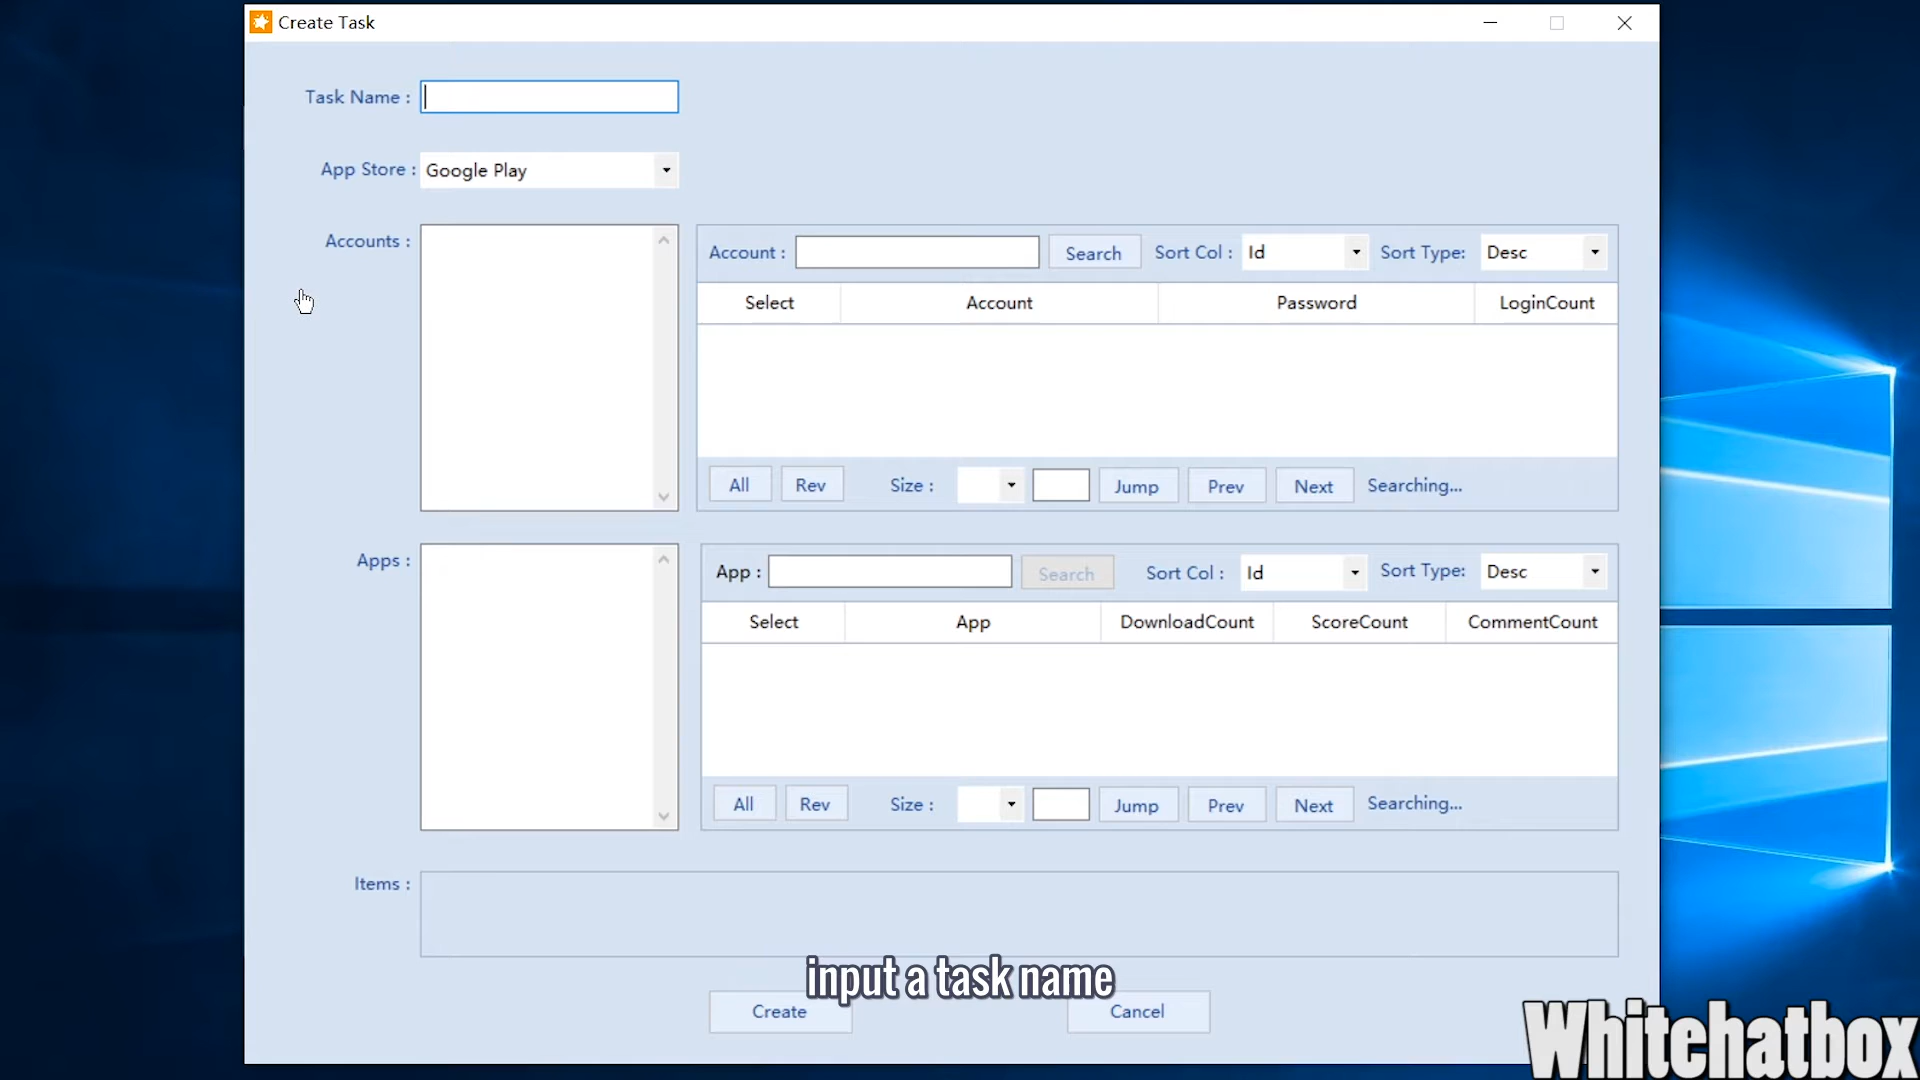 Create Task
Task Name :
App Store : Google Play
Accounts :
Account : Search Sort Col : Id Sort Type: Desc
Select Account Password LoginCount
All Rev Size : Jump Prev Next Searching...
Apps :
App : Search Sort Col : Id Sort Type: Desc
Select App DownloadCount ScoreCount CommentCount
All Rev Size : Jump Prev Next Searching...
Items :
input a task name
Create Cancel
Whitehatbox